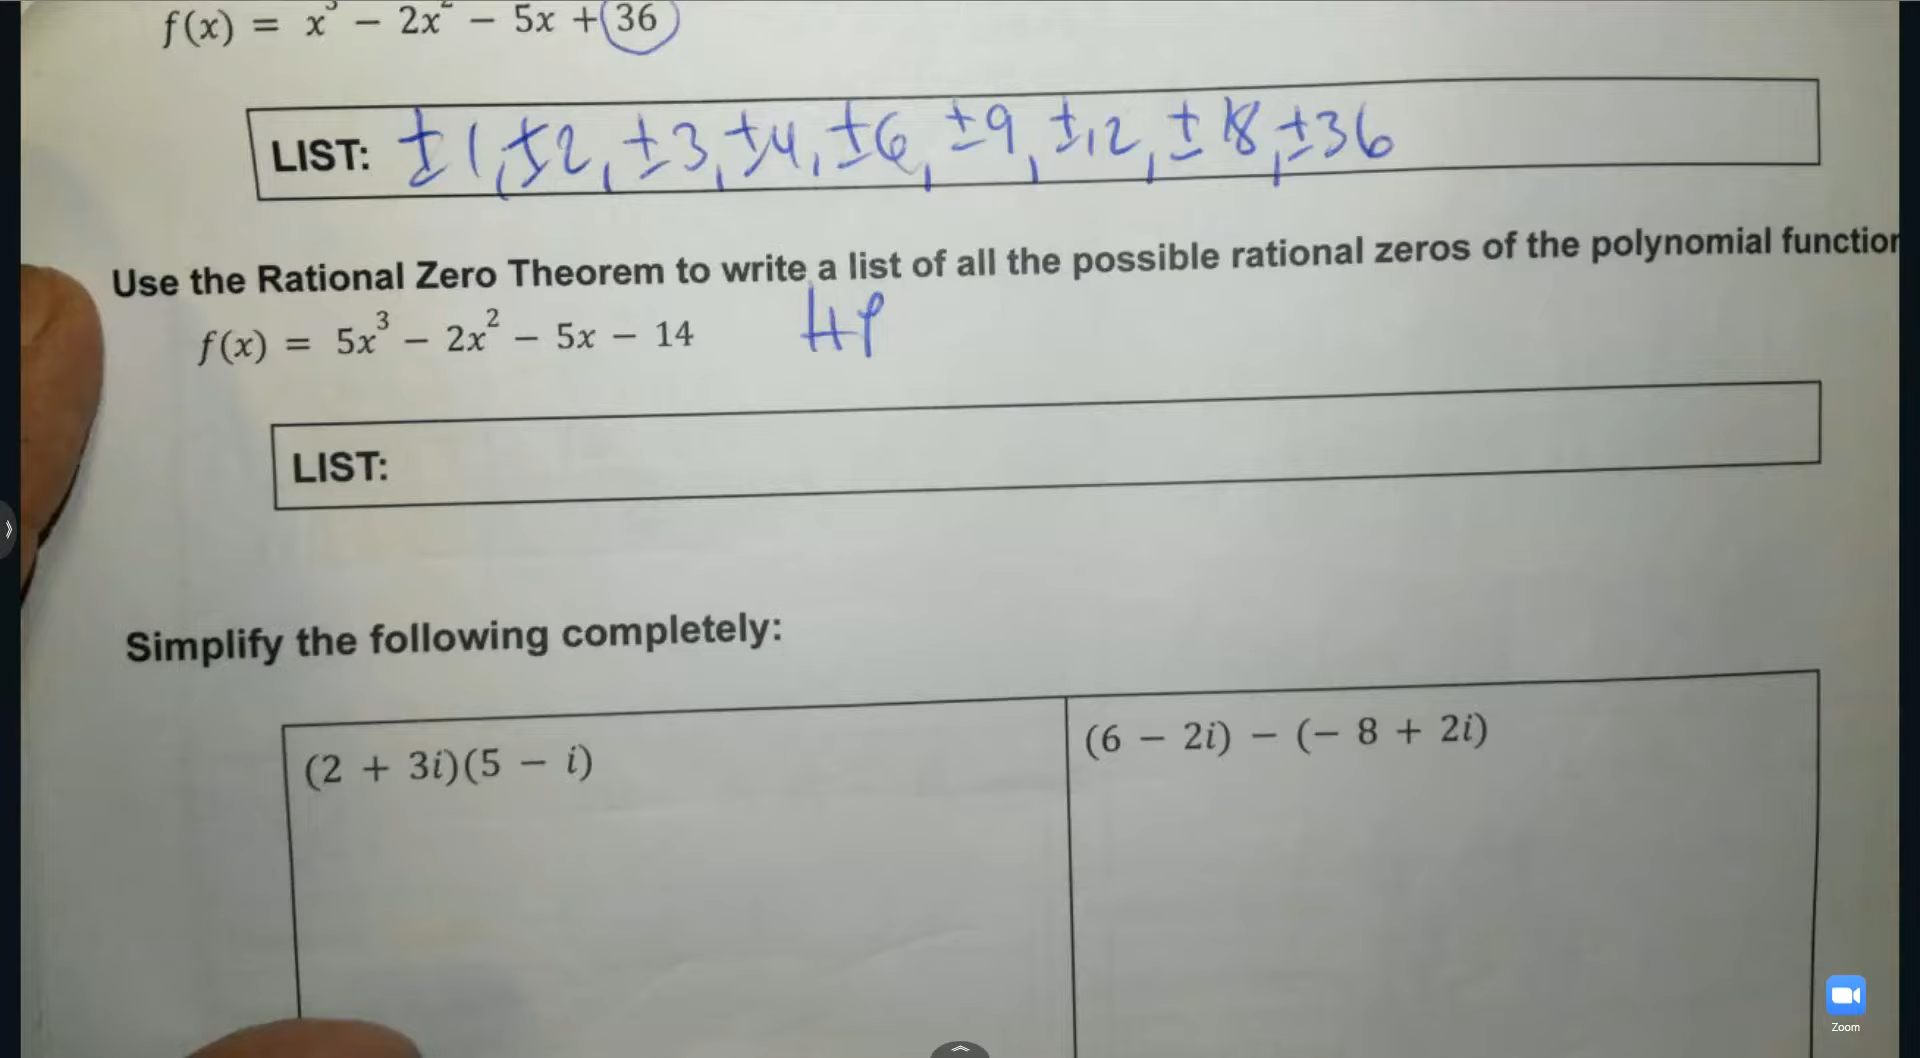 f(x) = x³ − 2x² − 5x + 36
LIST: ±1, ±2, ±3, ±4, ±6, ±9, ±12, ±18, ±36
Use the Rational Zero Theorem to write a list of all the possible rational zeros of the polynomial function
f(x) = 5x³ − 2x² − 5x − 14
LIST:
Simplify the following completely:
(2 + 3i)(5 − i)
(6 − 2i) − (− 8 + 2i)
Zoom